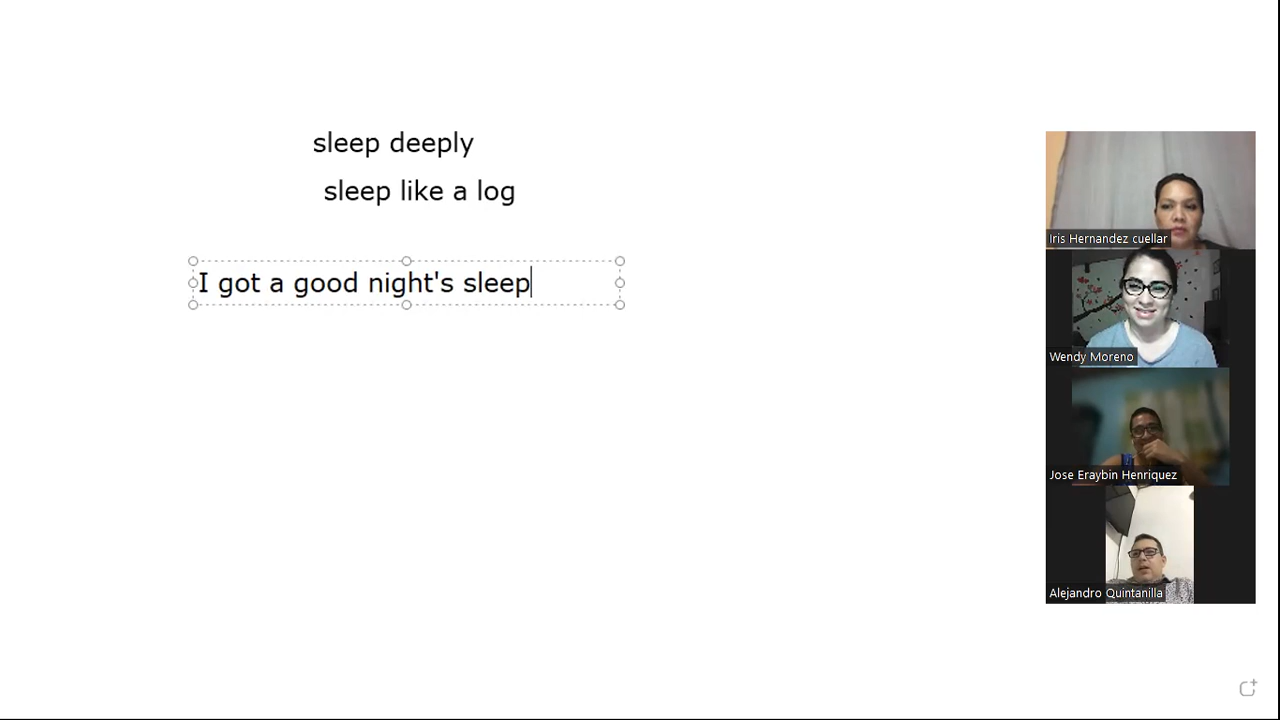 sleep deeply
sleep like a log
I got a good night's sleep
Iris Hernandez cuellar
Wendy Moreno
Jose Eraybin Henriquez
Alejandro Quintanilla